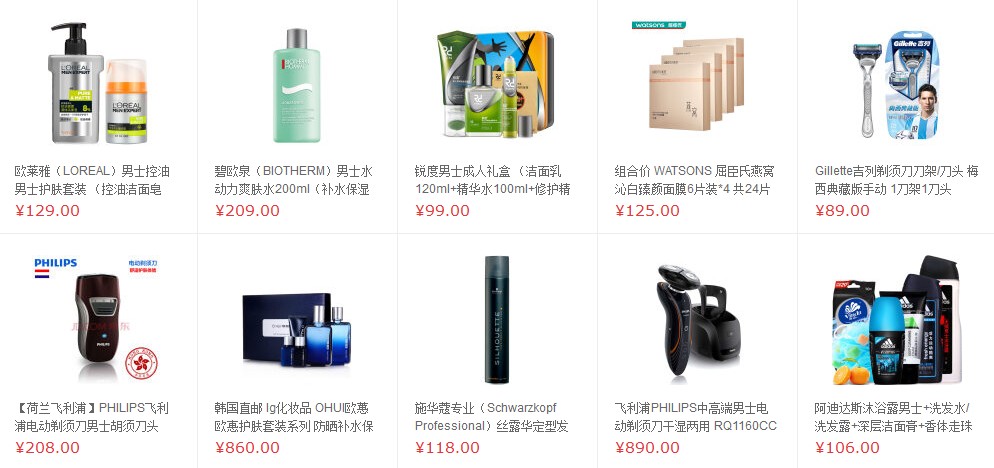 L'OREAL
MEN EXPERT
L'OREAL
MEN EXPERT
BIOTHERM
HOMME
watsons
Gillette 吉列
欧莱雅（LOREAL）男士控油
男士护肤套装 （控油洁面皂
¥129.00
碧欧泉（BIOTHERM）男士水
动力爽肤水200ml（补水保湿
¥209.00
锐度男士成人礼盒 （洁面乳
120ml+精华水100ml+修护精
¥99.00
组合价 WATSONS 屈臣氏燕窝
沁白臻颜面膜6片装*4 共24片
¥125.00
Gillette吉列剃须刀刀架/刀头 梅
西典藏版手动 1刀架1刀头
¥89.00
PHILIPS
电动剃须刀
PHILIPS
SILHOUETTE
adidas
adidas
【荷兰飞利浦】PHILIPS飞利
浦电动剃须刀男士胡须刀头
¥208.00
韩国直邮 lg化妆品 OHUI欧蕙
欧惠护肤套装系列 防晒补水保
¥860.00
施华蔻专业（Schwarzkopf
Professional）丝露华定型发
¥118.00
飞利浦PHILIPS中高端男士电
动剃须刀干湿两用 RQ1160CC
¥890.00
阿迪达斯沐浴露男士+洗发水/
洗发露+深层洁面膏+香体走珠
¥106.00